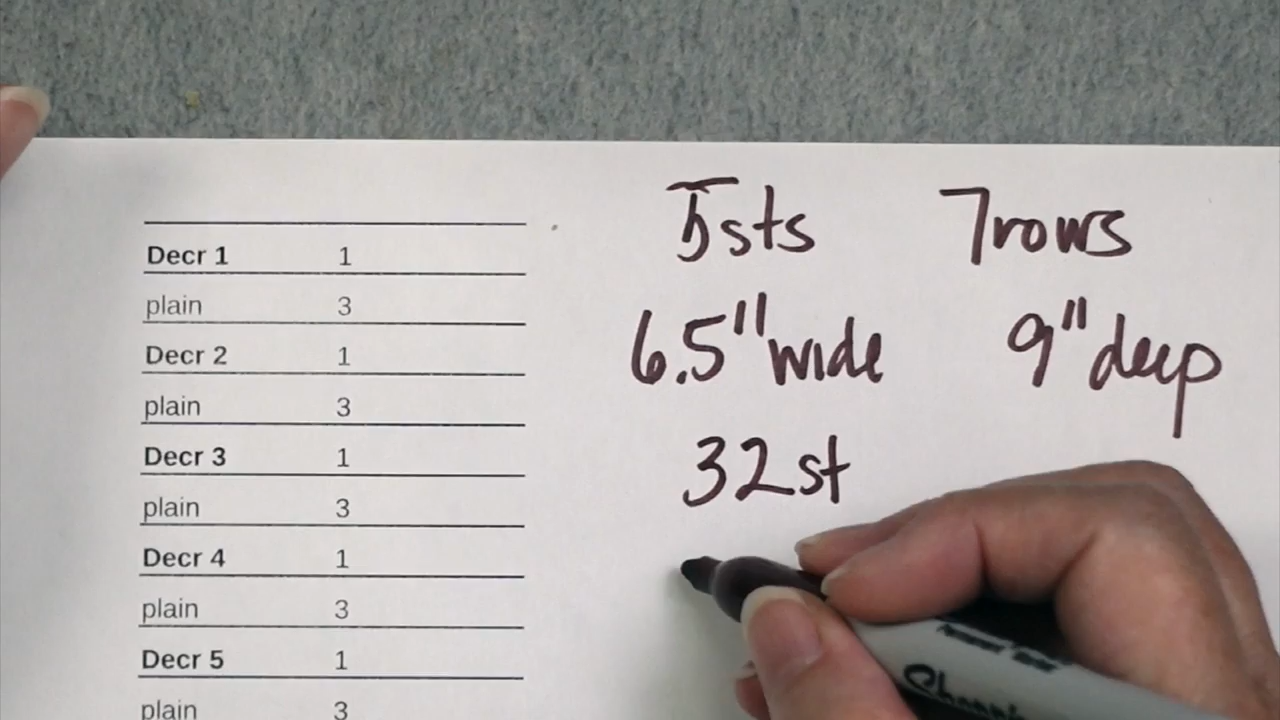 Decr 1 1
plain 3
Decr 2 1
plain 3
Decr 3 1
plain 3
Decr 4 1
plain 3
Decr 5 1
plain 3
5sts 7rows
6.5" wide 9" deep
32st